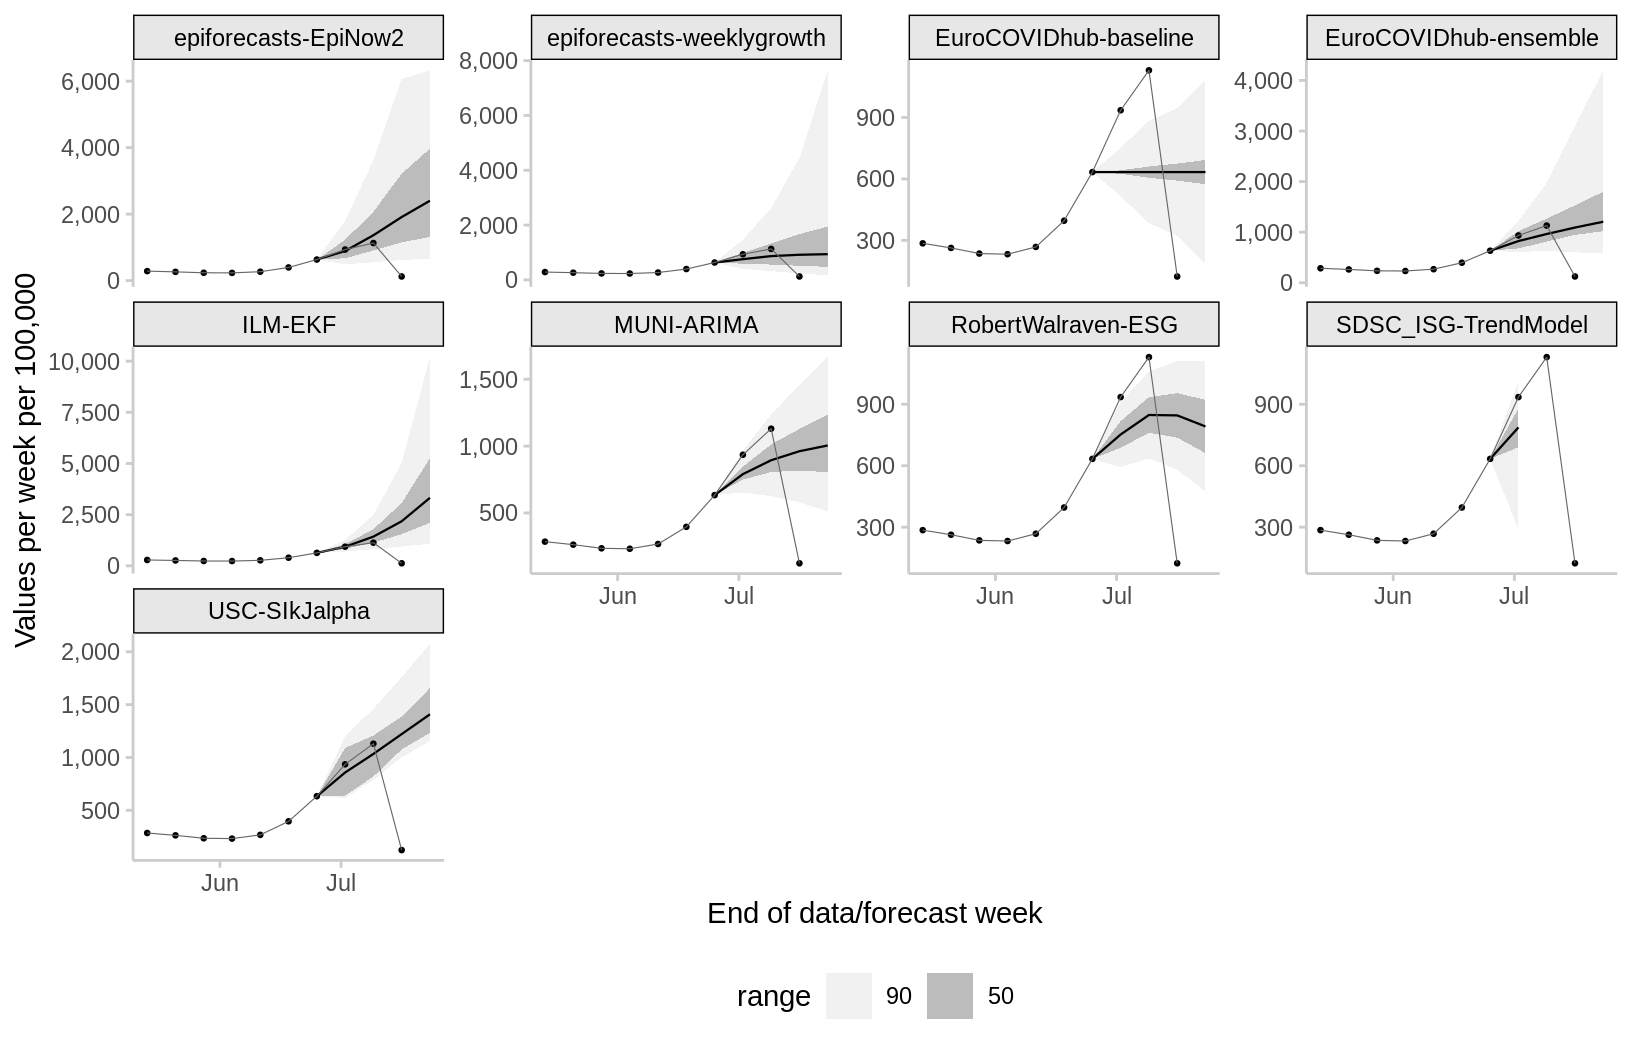 epiforecasts-EpiNow2
epiforecasts-weeklygrowth
EuroCOVIDhub-baseline
EuroCOVIDhub-ensemble
6,000
4,000
2,000
0
8,000
6,000
4,000
2,000
0
900
600
300
4,000
3,000
2,000
1,000
0
Values per week per 100,000
ILM-EKF
MUNI-ARIMA
RobertWalraven-ESG
SDSC_ISG-TrendModel
10,000
7,500
5,000
2,500
0
1,500
1,000
500
Jun Jul
900
600
300
Jun Jul
900
600
300
Jun Jul
USC-SIkJalpha
2,000
1,500
1,000
500
Jun Jul
End of data/forecast week
range 90 50